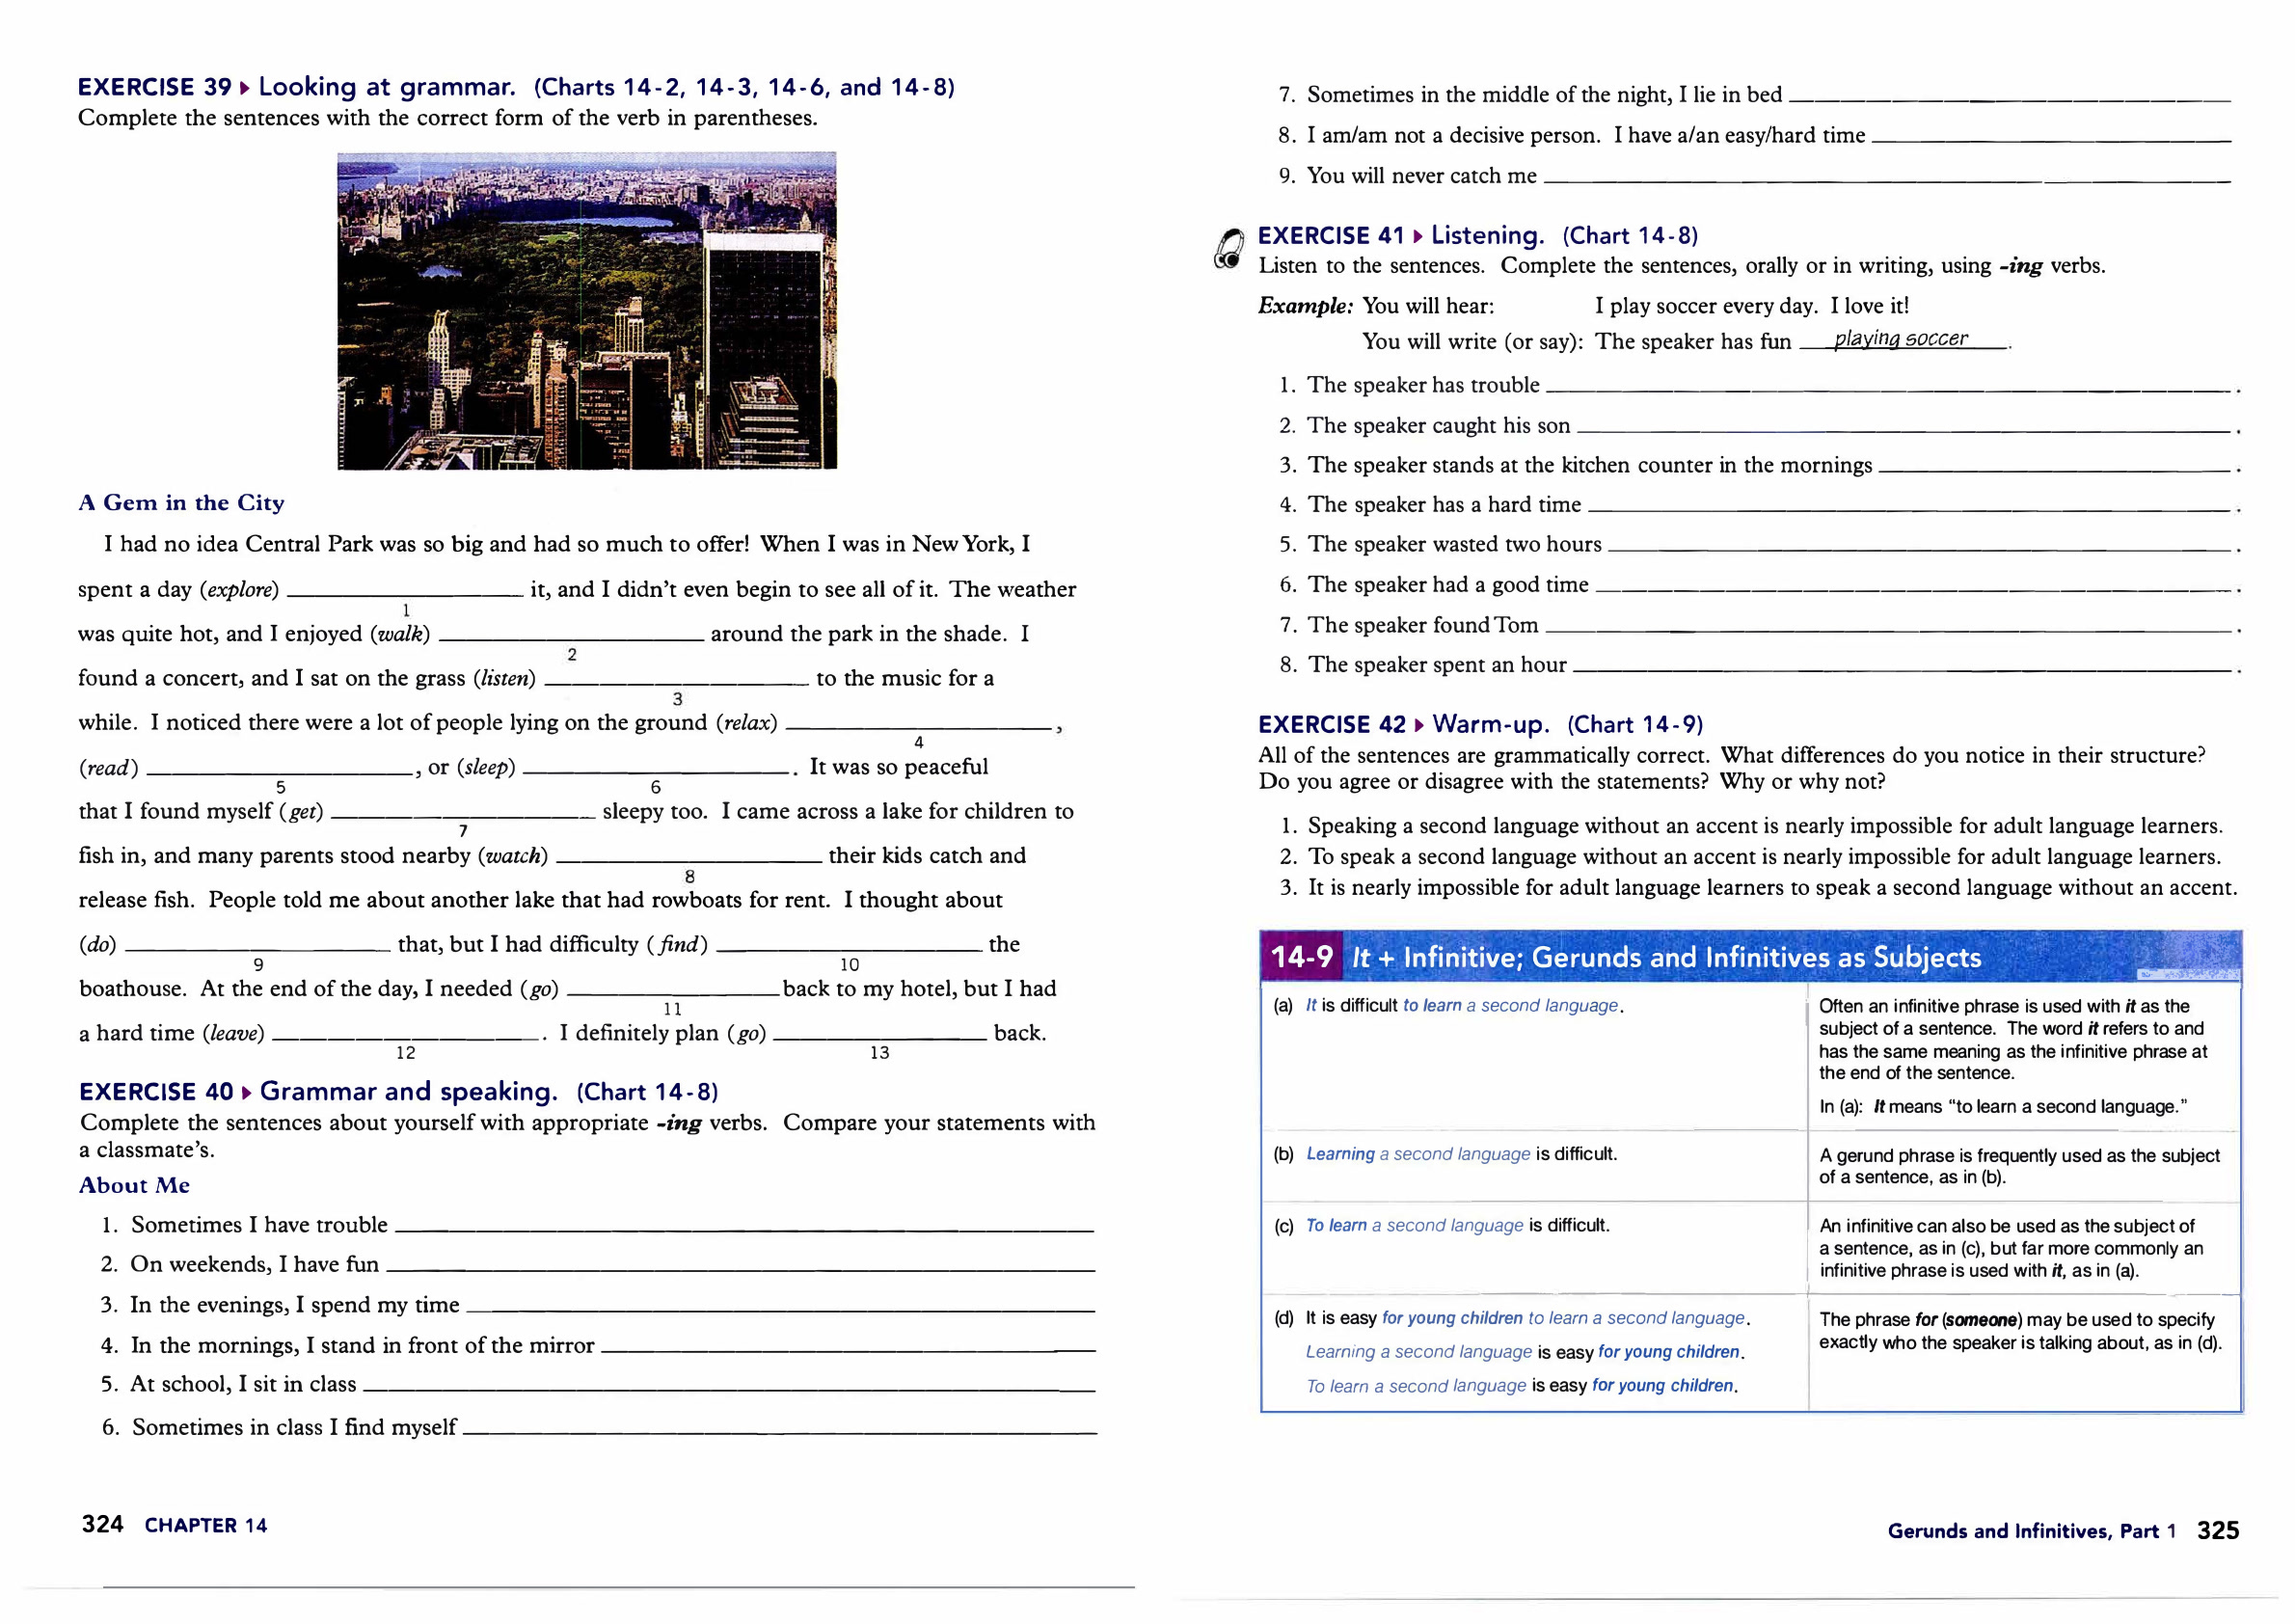 EXERCISE 39 ▸ Looking at grammar. (Charts 14-2, 14-3, 14-6, and 14-8)
Complete the sentences with the correct form of the verb in parentheses.
A Gem in the City
I had no idea Central Park was so big and had so much to offer! When I was in New York, I
spent a day (explore) ____________ it, and I didn't even begin to see all of it. The weather
1
was quite hot, and I enjoyed (walk) ____________ around the park in the shade. I
2
found a concert, and I sat on the grass (listen) ____________ to the music for a
3
while. I noticed there were a lot of people lying on the ground (relax) ____________,
4
(read) ____________, or (sleep) ____________. It was so peaceful
5 6
that I found myself (get) ____________ sleepy too. I came across a lake for children to
7
fish in, and many parents stood nearby (watch) ____________ their kids catch and
8
release fish. People told me about another lake that had rowboats for rent. I thought about
(do) ____________ that, but I had difficulty (find) ____________ the
9 10
boathouse. At the end of the day, I needed (go) ____________ back to my hotel, but I had
11
a hard time (leave) ____________. I definitely plan (go) ____________ back.
12 13
EXERCISE 40 ▸ Grammar and speaking. (Chart 14-8)
Complete the sentences about yourself with appropriate -ing verbs. Compare your statements with
a classmate's.
About Me
1. Sometimes I have trouble ____________
2. On weekends, I have fun ____________
3. In the evenings, I spend my time ____________
4. In the mornings, I stand in front of the mirror ____________
5. At school, I sit in class ____________
6. Sometimes in class I find myself ____________
324 CHAPTER 14
7. Sometimes in the middle of the night, I lie in bed ____________
8. I am/am not a decisive person. I have a/an easy/hard time ____________
9. You will never catch me ____________
EXERCISE 41 ▸ Listening. (Chart 14-8)
Listen to the sentences. Complete the sentences, orally or in writing, using -ing verbs.
Example: You will hear: I play soccer every day. I love it!
You will write (or say): The speaker has fun playing soccer.
1. The speaker has trouble ____________.
2. The speaker caught his son ____________.
3. The speaker stands at the kitchen counter in the mornings ____________.
4. The speaker has a hard time ____________.
5. The speaker wasted two hours ____________.
6. The speaker had a good time ____________.
7. The speaker found Tom ____________.
8. The speaker spent an hour ____________.
EXERCISE 42 ▸ Warm-up. (Chart 14-9)
All of the sentences are grammatically correct. What differences do you notice in their structure?
Do you agree or disagree with the statements? Why or why not?
1. Speaking a second language without an accent is nearly impossible for adult language learners.
2. To speak a second language without an accent is nearly impossible for adult language learners.
3. It is nearly impossible for adult language learners to speak a second language without an accent.
14-9 It + Infinitive; Gerunds and Infinitives as Subjects
(a) It is difficult to learn a second language.
Often an infinitive phrase is used with it as the
subject of a sentence. The word it refers to and
has the same meaning as the infinitive phrase at
the end of the sentence.
In (a): It means "to learn a second language."
(b) Learning a second language is difficult.
A gerund phrase is frequently used as the subject
of a sentence, as in (b).
(c) To learn a second language is difficult.
An infinitive can also be used as the subject of
a sentence, as in (c), but far more commonly an
infinitive phrase is used with it, as in (a).
(d) It is easy for young children to learn a second language.
Learning a second language is easy for young children.
To learn a second language is easy for young children.
The phrase for (someone) may be used to specify
exactly who the speaker is talking about, as in (d).
Gerunds and Infinitives, Part 1 325